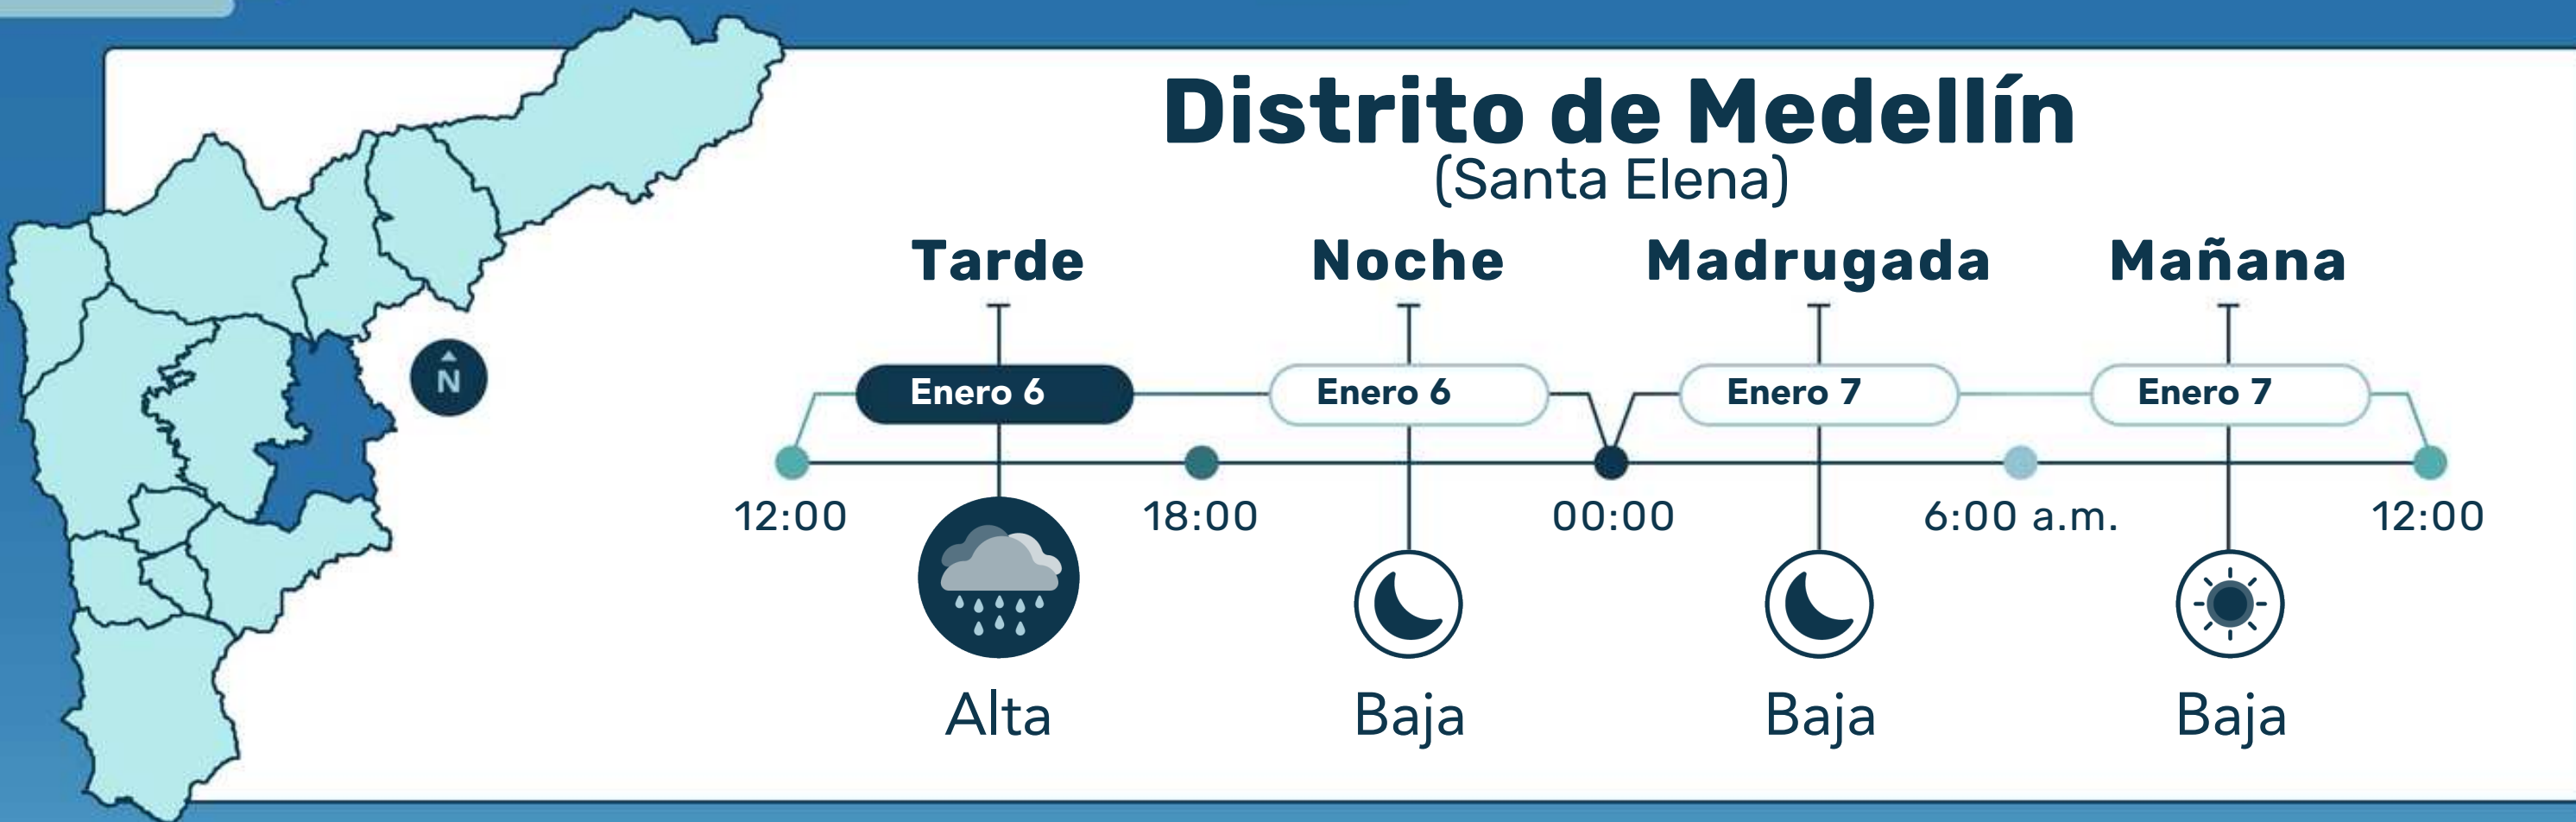 Distrito de Medellín
(Santa Elena)
Tarde Noche Madrugada Mañana
N
Enero 6 Enero 6 Enero 7 Enero 7
12:00 18:00 00:00 6:00 a.m. 12:00
Alta Baja Baja Baja